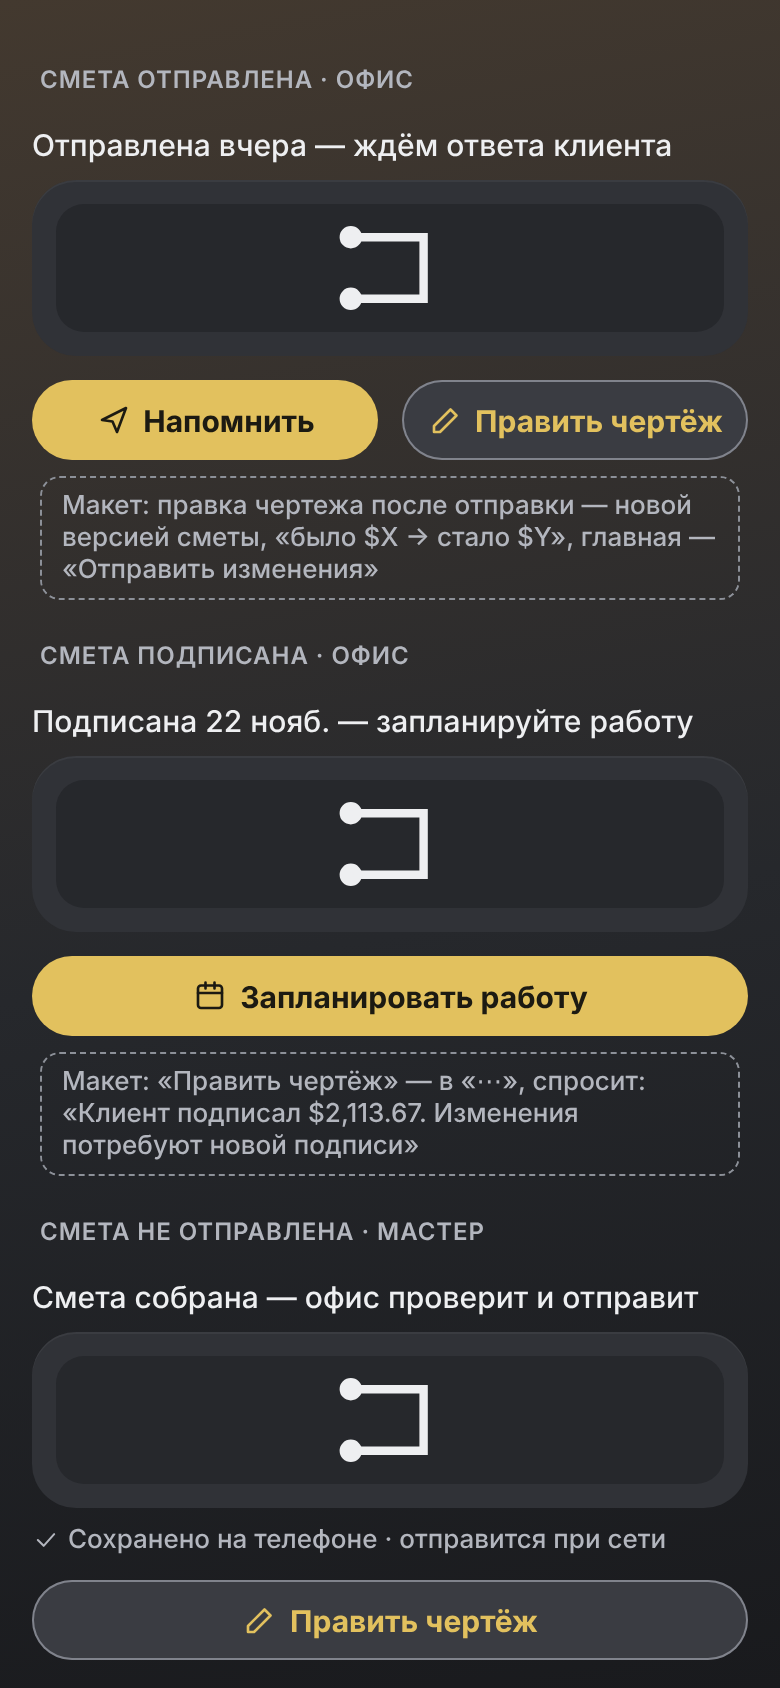 СМЕТА ОТПРАВЛЕНА · ОФИС
Отправлена вчера — ждём ответа клиента
Напомнить
Править чертёж
Макет: правка чертежа после отправки — новой
версией сметы, «было $X → стало $Y», главная —
«Отправить изменения»
СМЕТА ПОДПИСАНА · ОФИС
Подписана 22 нояб. — запланируйте работу
Запланировать работу
Макет: «Править чертёж» — в «⋯», спросит:
«Клиент подписал $2,113.67. Изменения
потребуют новой подписи»
СМЕТА НЕ ОТПРАВЛЕНА · МАСТЕР
Смета собрана — офис проверит и отправит
Сохранено на телефоне · отправится при сети
Править чертёж